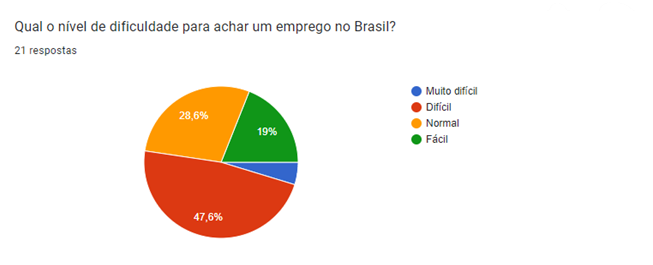 Qual o nível de dificuldade para achar um emprego no Brasil?
21 respostas
28,6%
19%
47,6%
Muito difícil
Difícil
Normal
Fácil